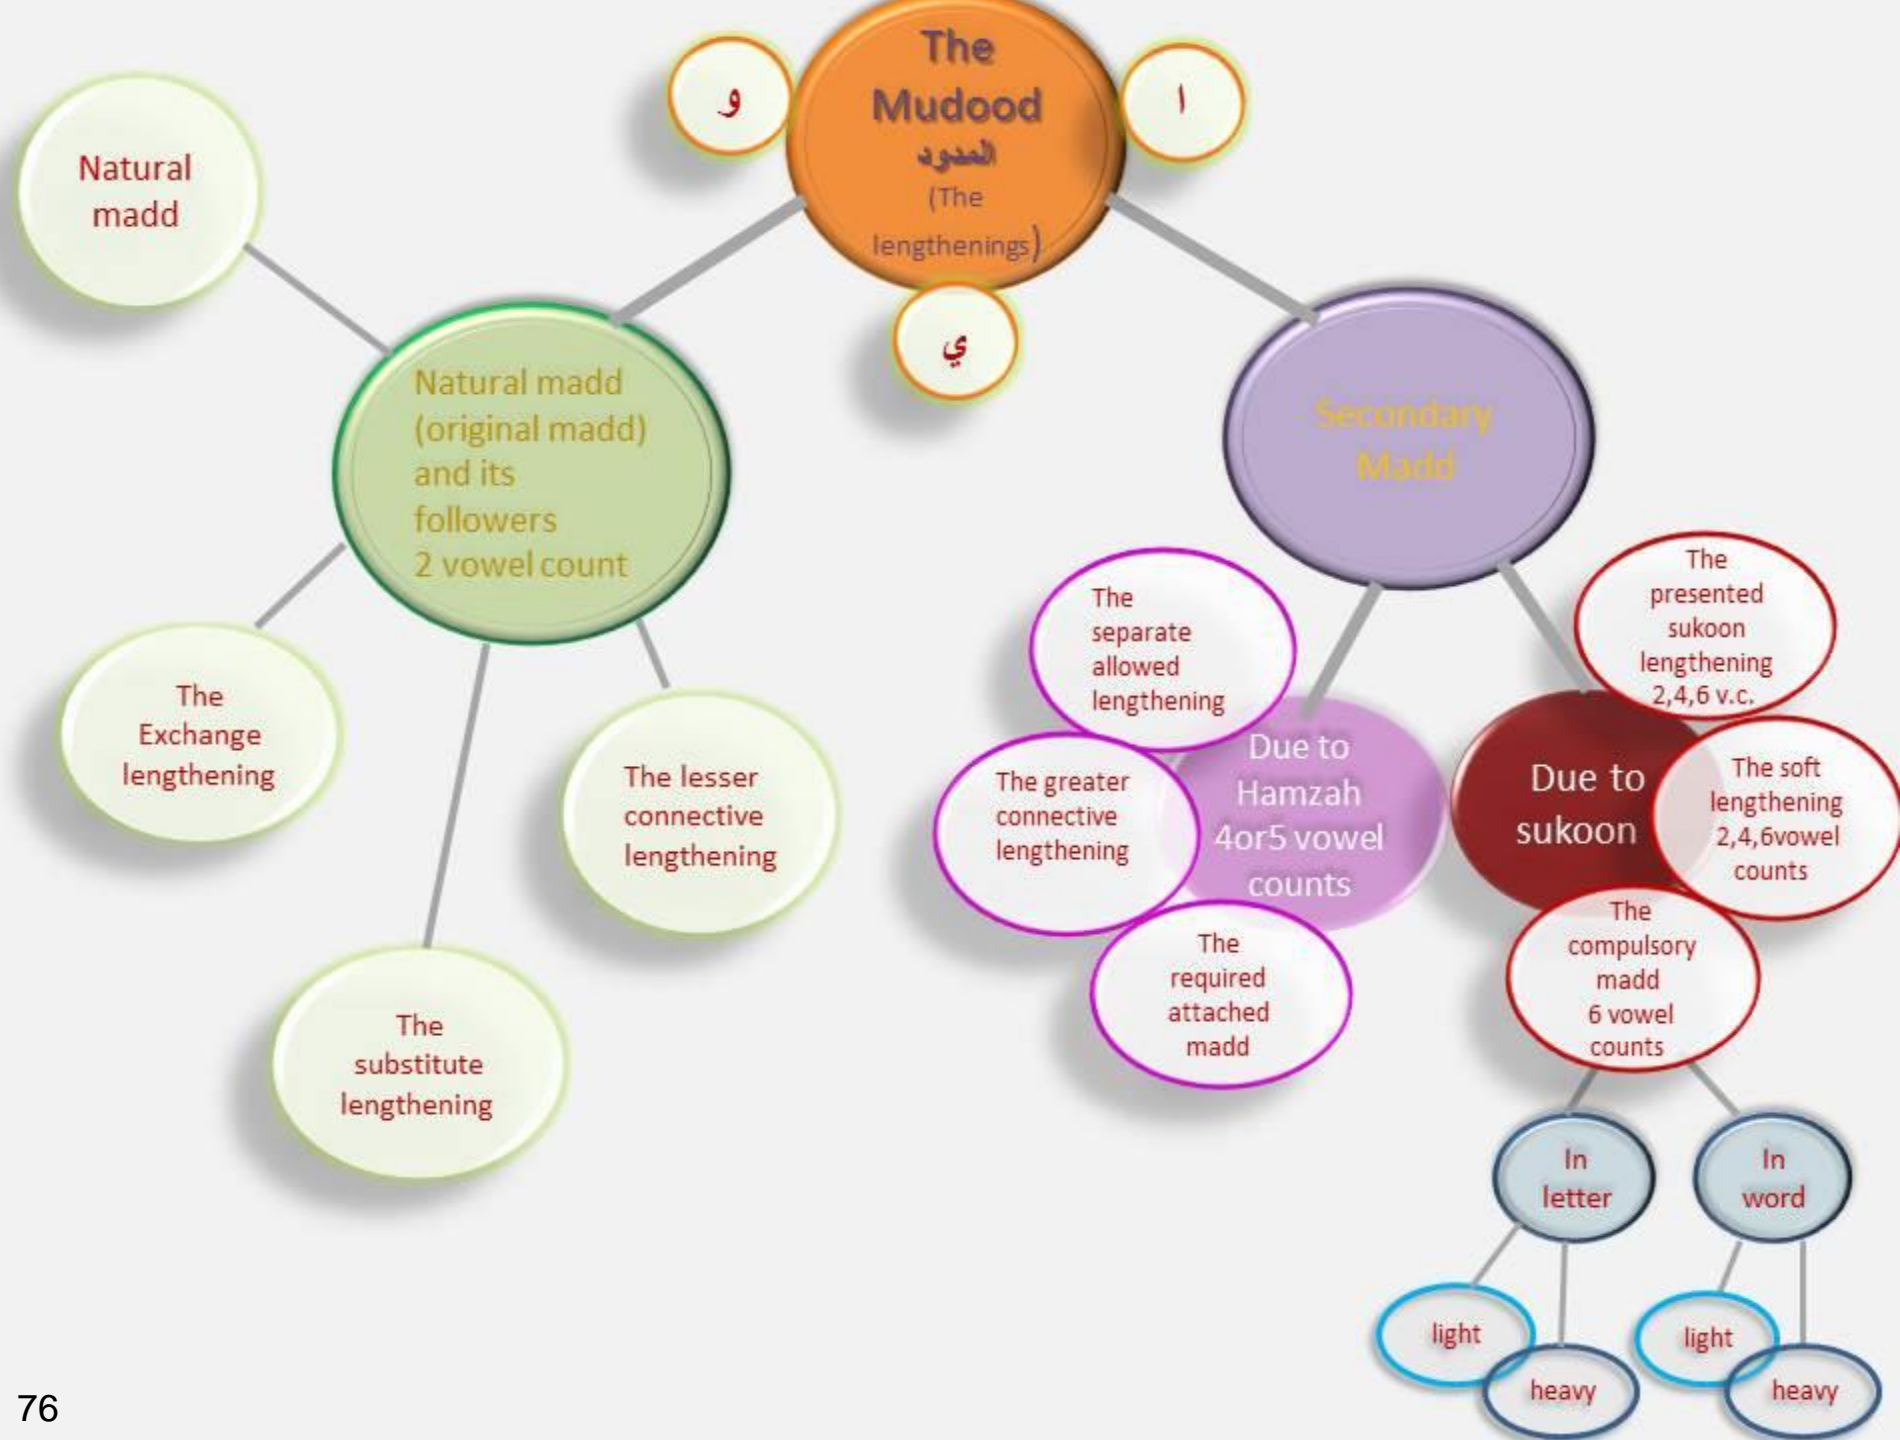 The
Mudood
المدود
(The
lengthenings)
و
ا
ي
Natural
madd
Natural madd
(original madd)
and its
followers
2 vowel count
The
Exchange
lengthening
The
substitute
lengthening
The lesser
connective
lengthening
Secondary
Madd
The
separate
allowed
lengthening
The greater
connective
lengthening
The
required
attached
madd
Due to
Hamzah
4or5 vowel
counts
Due to
sukoon
The
presented
sukoon
lengthening
2,4,6 v.c.
The soft
lengthening
2,4,6vowel
counts
The
compulsory
madd
6 vowel
counts
In
letter
In
word
light
heavy
light
heavy
76